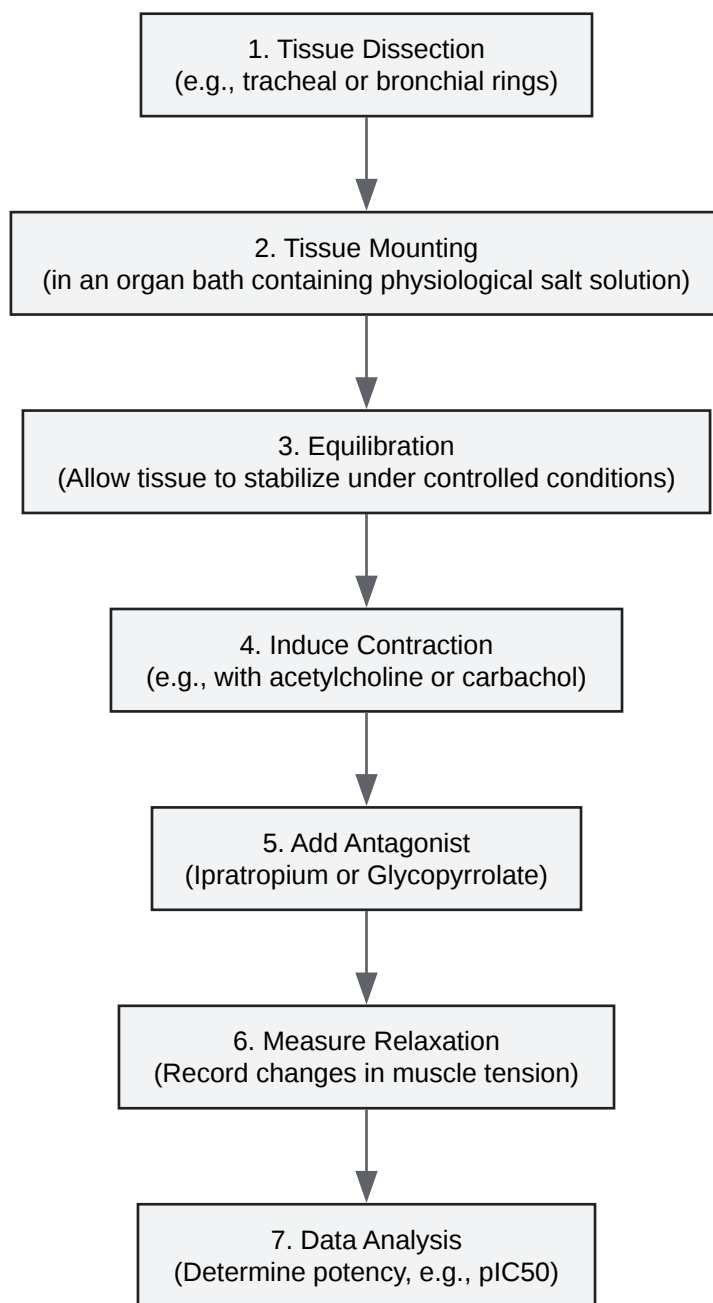 1. Tissue Dissection
(e.g., tracheal or bronchial rings)
2. Tissue Mounting
(in an organ bath containing physiological salt solution)
3. Equilibration
(Allow tissue to stabilize under controlled conditions)
4. Induce Contraction
(e.g., with acetylcholine or carbachol)
5. Add Antagonist
(Ipratropium or Glycopyrrolate)
6. Measure Relaxation
(Record changes in muscle tension)
7. Data Analysis
(Determine potency, e.g., pIC50)